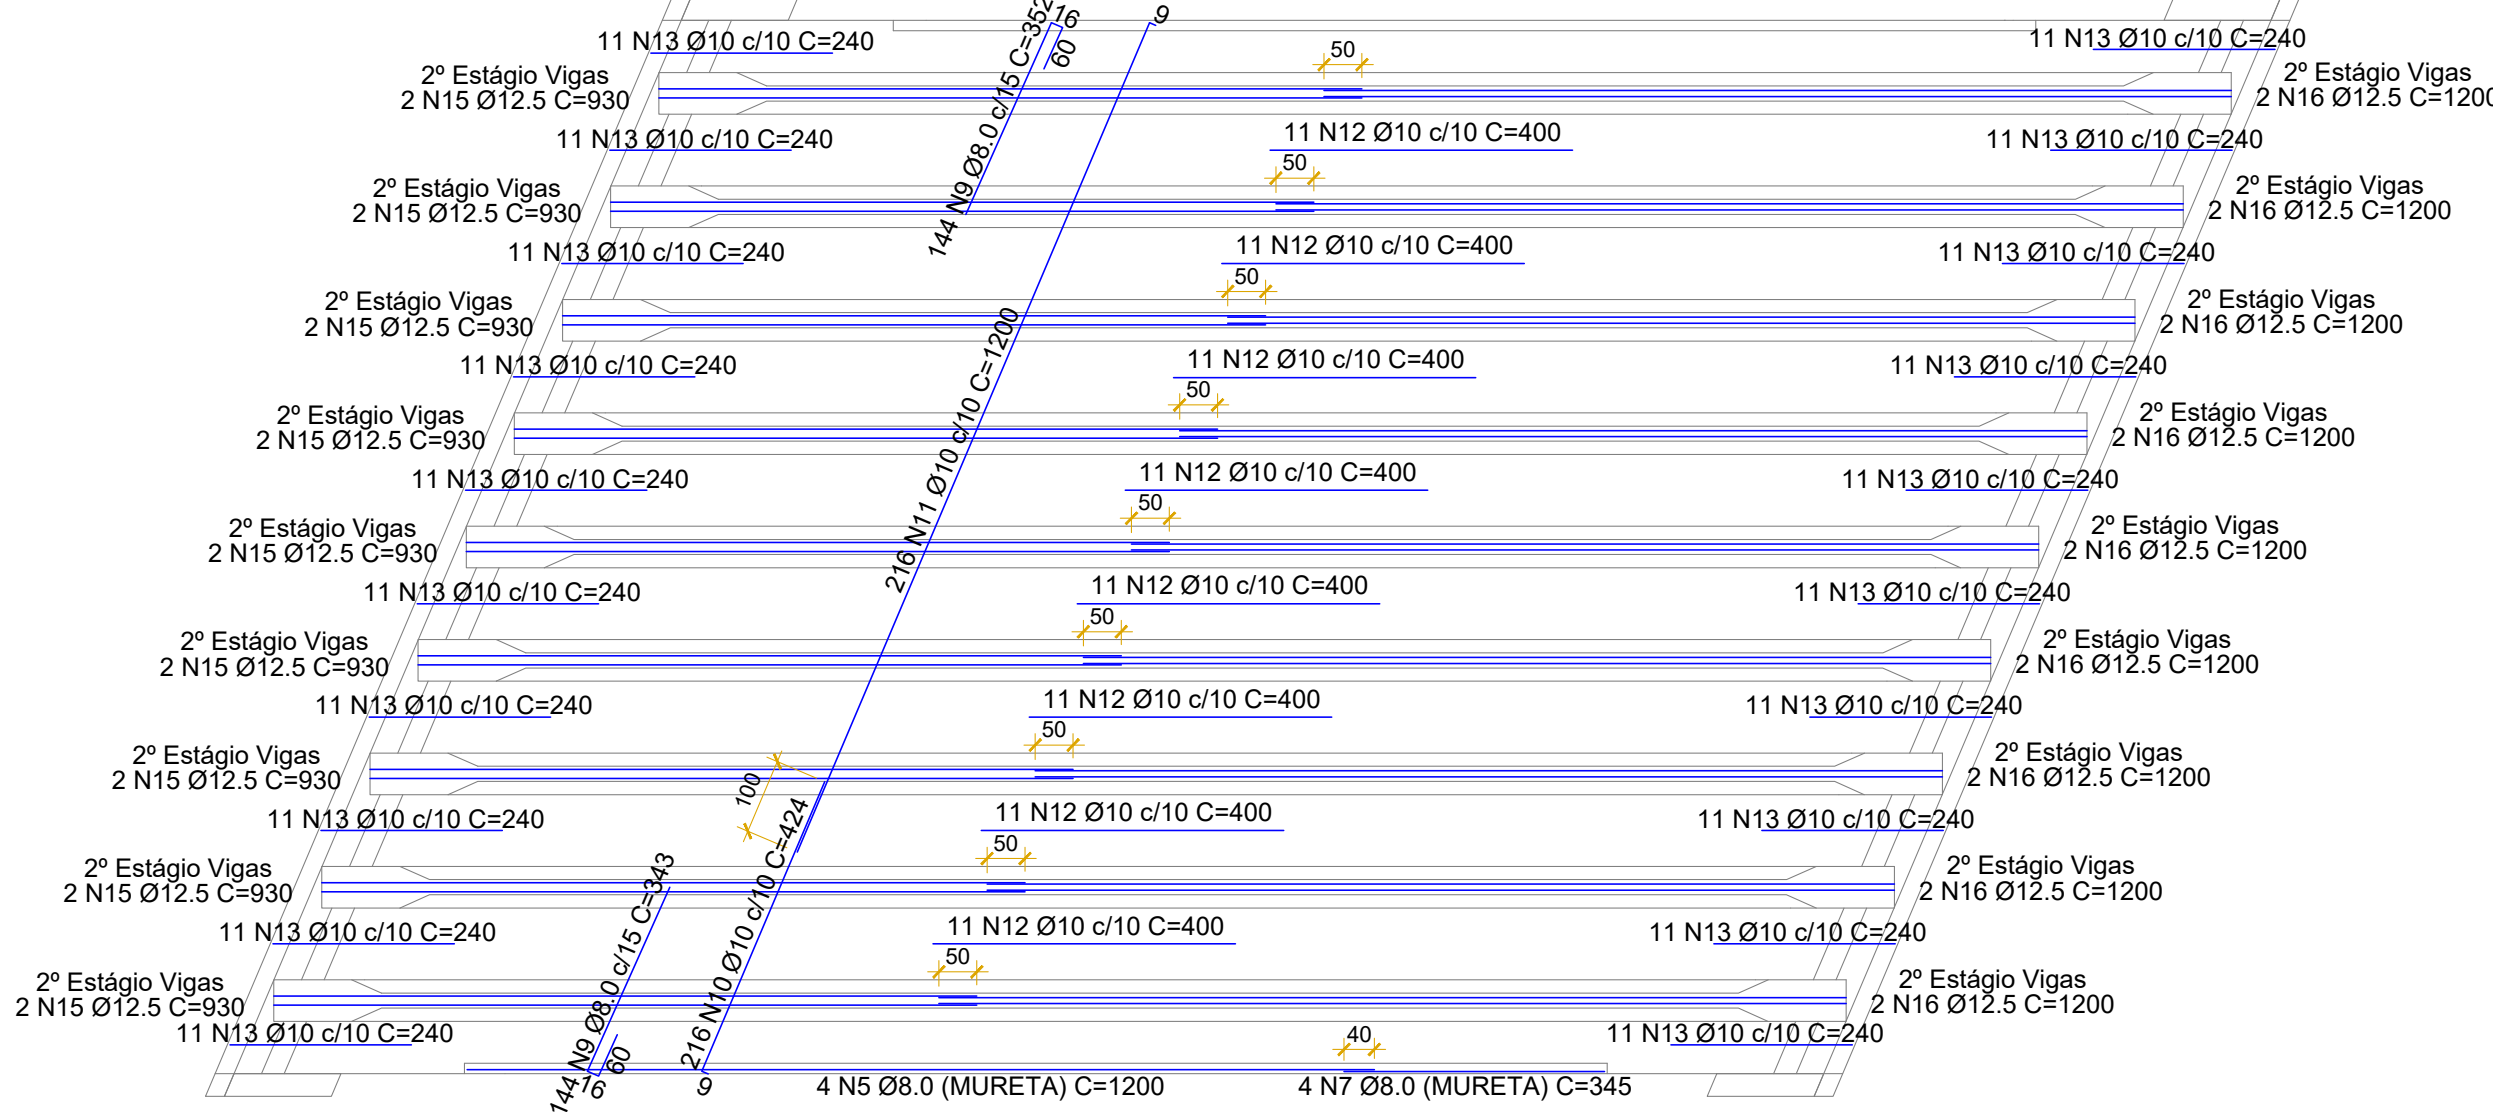 16
9
144 N9 Ø8.0 c/15 C=352
60
11 N13 Ø10 c/10 C=240
50
11 N13 Ø10 c/10 C=240
2º Estágio Vigas
2 N15 Ø12.5 C=930
2º Estágio Vigas
2 N16 Ø12.5 C=1200
11 N13 Ø10 c/10 C=240
11 N12 Ø10 c/10 C=400
11 N13 Ø10 c/10 C=240
50
2º Estágio Vigas
2 N15 Ø12.5 C=930
2º Estágio Vigas
2 N16 Ø12.5 C=1200
11 N13 Ø10 c/10 C=240
11 N12 Ø10 c/10 C=400
11 N13 Ø10 c/10 C=240
50
2º Estágio Vigas
2 N15 Ø12.5 C=930
2º Estágio Vigas
2 N16 Ø12.5 C=1200
216 N11 Ø10 c/10 C=1200
11 N13 Ø10 c/10 C=240
11 N12 Ø10 c/10 C=400
11 N13 Ø10 c/10 C=240
50
2º Estágio Vigas
2 N15 Ø12.5 C=930
2º Estágio Vigas
2 N16 Ø12.5 C=1200
11 N13 Ø10 c/10 C=240
11 N12 Ø10 c/10 C=400
11 N13 Ø10 c/10 C=240
50
2º Estágio Vigas
2 N15 Ø12.5 C=930
2º Estágio Vigas
2 N16 Ø12.5 C=1200
11 N13 Ø10 c/10 C=240
11 N12 Ø10 c/10 C=400
11 N13 Ø10 c/10 C=240
50
2º Estágio Vigas
2 N15 Ø12.5 C=930
2º Estágio Vigas
2 N16 Ø12.5 C=1200
11 N13 Ø10 c/10 C=240
11 N12 Ø10 c/10 C=400
11 N13 Ø10 c/10 C=240
50
2º Estágio Vigas
2 N15 Ø12.5 C=930
100
2º Estágio Vigas
2 N16 Ø12.5 C=1200
11 N13 Ø10 c/10 C=240
216 N10 Ø10 c/10 C=424
11 N12 Ø10 c/10 C=400
11 N13 Ø10 c/10 C=240
50
2º Estágio Vigas
2 N15 Ø12.5 C=930
144 N9 Ø8.0 c/15 C=343
2º Estágio Vigas
2 N16 Ø12.5 C=1200
11 N13 Ø10 c/10 C=240
11 N12 Ø10 c/10 C=400
11 N13 Ø10 c/10 C=240
50
2º Estágio Vigas
2 N15 Ø12.5 C=930
2º Estágio Vigas
2 N16 Ø12.5 C=1200
11 N13 Ø10 c/10 C=240
60
40
11 N13 Ø10 c/10 C=240
16
9
4 N5 Ø8.0 (MURETA) C=1200
4 N7 Ø8.0 (MURETA) C=345